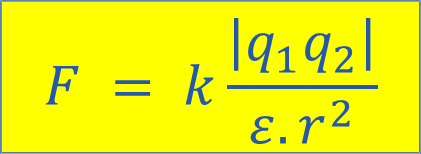 F = k |q₁q₂| / ε.r²